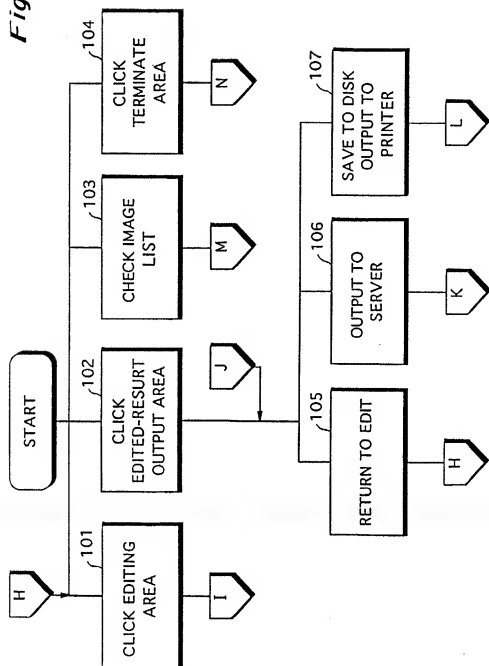 Fig
START
H
101
CLICK EDITING
AREA
I
102
CLICK
EDITED-RESURT
OUTPUT AREA
J
103
CHECK IMAGE
LIST
M
104
CLICK
TERMINATE
AREA
N
105
RETURN TO EDIT
H
106
OUTPUT TO
SERVER
K
107
SAVE TO DISK
OUTPUT TO
PRINTER
L